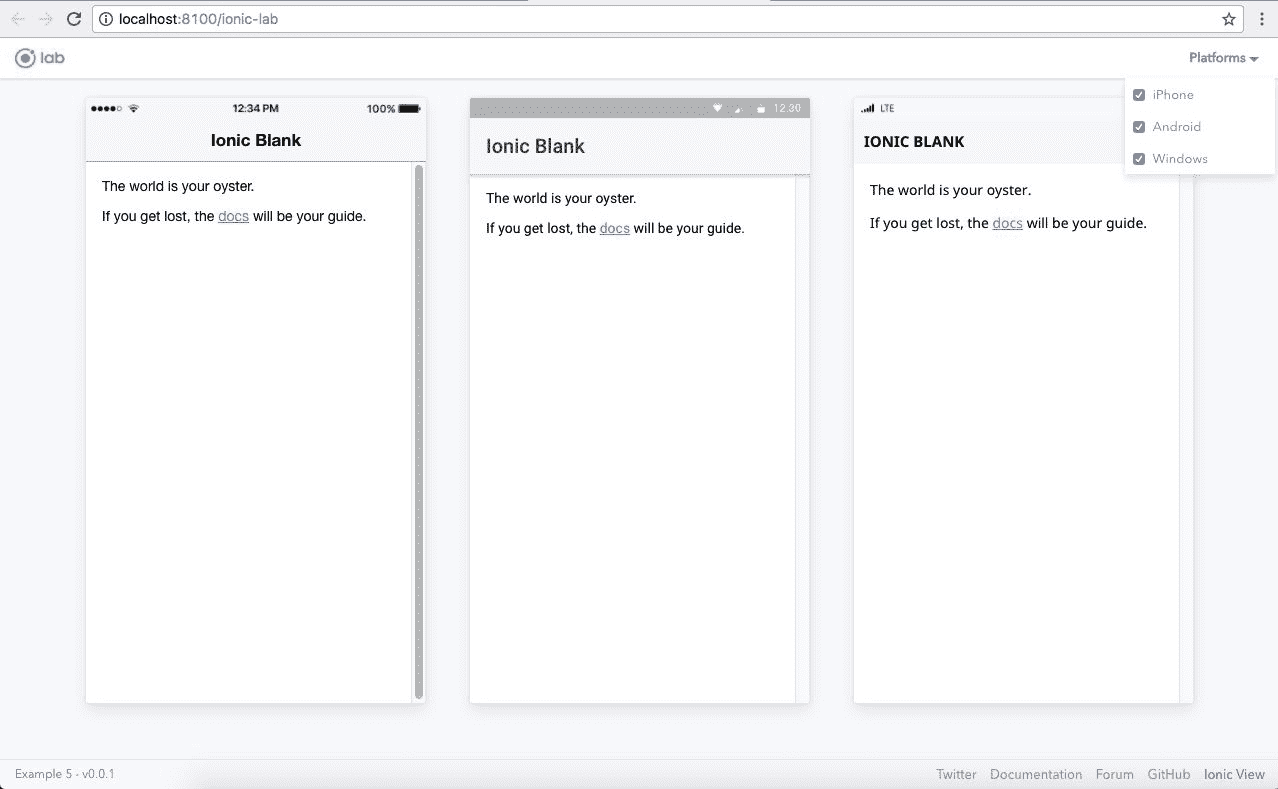 localhost:8100/ionic-lab
lab
Platforms
iPhone
Android
Windows
12:34 PM
100%
Ionic Blank
The world is your oyster.
If you get lost, the docs will be your guide.
12:30
Ionic Blank
The world is your oyster.
If you get lost, the docs will be your guide.
LTE
IONIC BLANK
The world is your oyster.
If you get lost, the docs will be your guide.
Example 5 - v0.0.1
Twitter Documentation Forum GitHub Ionic View